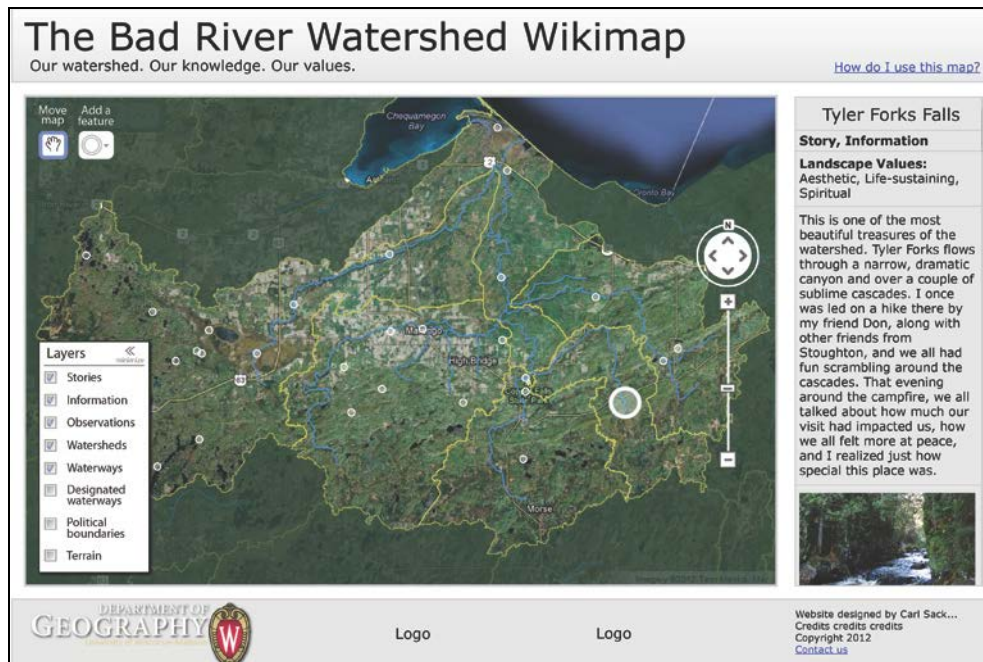 The Bad River Watershed Wikimap
Our watershed. Our knowledge. Our values.
How do I use this map?
Move
map
Add a
feature
Chequamegon
Bay
2
Oronto Bay
N
Tyler Forks Falls
Story, Information
Landscape Values:
Aesthetic, Life-sustaining,
Spiritual
This is one of the most
beautiful treasures of the
watershed. Tyler Forks flows
through a narrow, dramatic
canyon and over a couple of
sublime cascades. I once
was led on a hike there by
my friend Don, along with
other friends from
Stoughton, and we all had
fun scrambling around the
cascades. That evening
around the campfire, we all
talked about how much our
visit had impacted us, how
we all felt more at peace,
and I realized just how
special this place was.
High Bridge
63
Morse
Layers
minimize
Stories
Information
Observations
Watersheds
Waterways
Designated
waterways
Political
boundaries
Terrain
DEPARTMENT OF
GEOGRAPHY
W
Logo
Logo
Website designed by Carl Sack...
Credits credits credits
Copyright 2012
Contact us